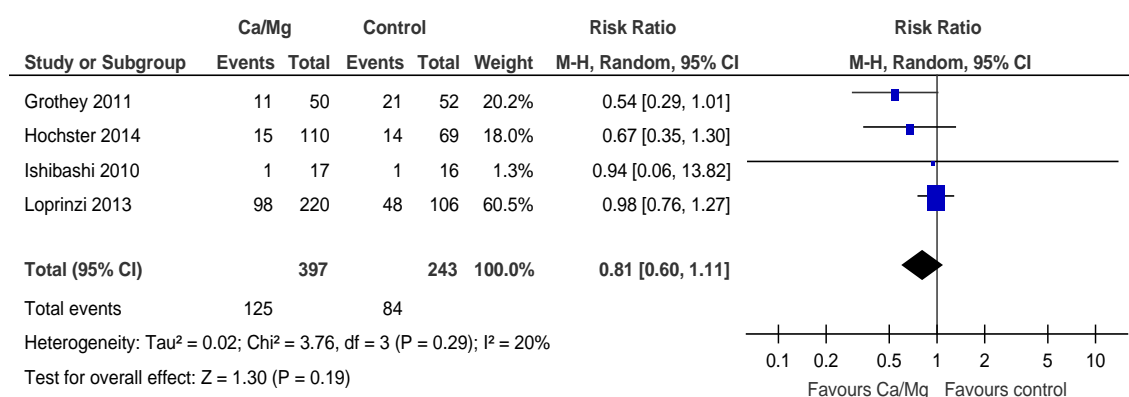 Ca/Mg Control Risk Ratio Risk Ratio
Study or Subgroup Events Total Events Total Weight M-H, Random, 95% CI M-H, Random, 95% CI
Grothey 2011 11 50 21 52 20.2% 0.54 [0.29, 1.01]
Hochster 2014 15 110 14 69 18.0% 0.67 [0.35, 1.30]
Ishibashi 2010 1 17 1 16 1.3% 0.94 [0.06, 13.82]
Loprinzi 2013 98 220 48 106 60.5% 0.98 [0.76, 1.27]
Total (95% CI) 397 243 100.0% 0.81 [0.60, 1.11]
Total events 125 84
Heterogeneity: Tau² = 0.02; Chi² = 3.76, df = 3 (P = 0.29); I² = 20%
Test for overall effect: Z = 1.30 (P = 0.19)
0.1 0.2 0.5 1 2 5 10
Favours Ca/Mg Favours control